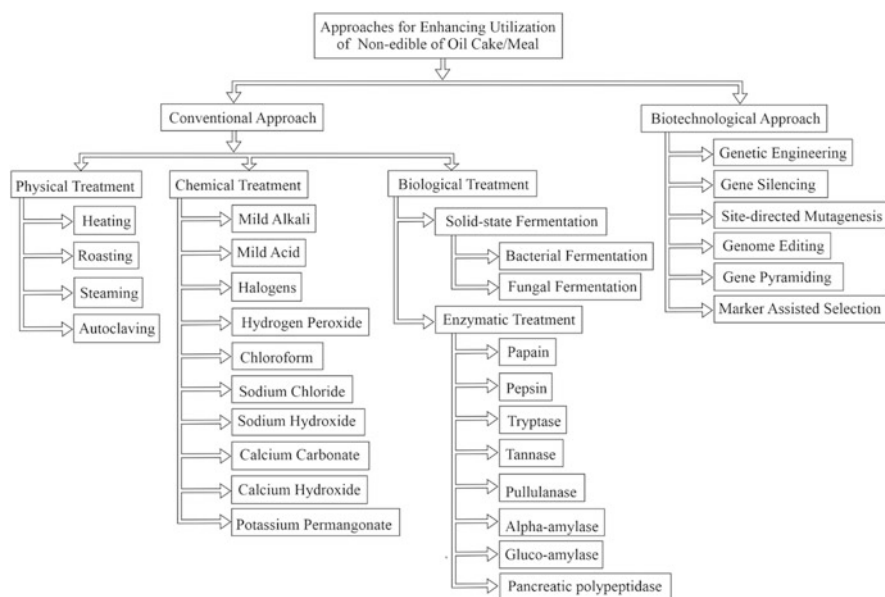 Approaches for Enhancing Utilization
of Non-edible of Oil Cake/Meal
Conventional Approach
Biotechnological Approach
Physical Treatment
Heating
Roasting
Steaming
Autoclaving
Chemical Treatment
Mild Alkali
Mild Acid
Halogens
Hydrogen Peroxide
Chloroform
Sodium Chloride
Sodium Hydroxide
Calcium Carbonate
Calcium Hydroxide
Potassium Permangonate
Biological Treatment
Solid-state Fermentation
Bacterial Fermentation
Fungal Fermentation
Enzymatic Treatment
Papain
Pepsin
Tryptase
Tannase
Pullulanase
Alpha-amylase
Gluco-amylase
Pancreatic polypeptidase
Genetic Engineering
Gene Silencing
Site-directed Mutagenesis
Genome Editing
Gene Pyramiding
Marker Assisted Selection